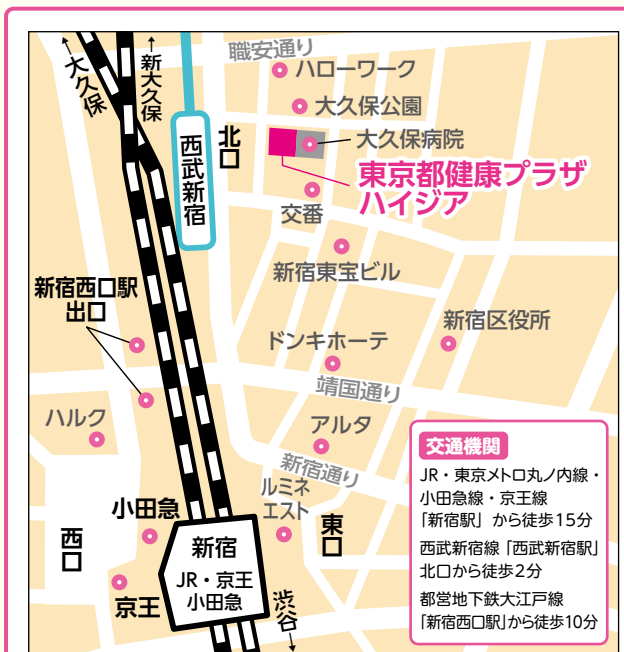 ↑
大久保
↑
新大久保
職安通り
ハローワーク
大久保公園
大久保病院
北口
西武新宿
東京都健康プラザ
ハイジア
交番
新宿東宝ビル
新宿西口駅
出口
ドンキホーテ
新宿区役所
靖国通り
ハルク
アルタ
新宿通り
ルミネ
エスト
小田急
西口
東口
新宿
JR・京王
小田急
京王
渋谷
↓
交通機関
JR・東京メトロ丸ノ内線・
小田急線・京王線
「新宿駅」 から徒歩15分
西武新宿線「西武新宿駅」
北口から徒歩2分
都営地下鉄大江戸線
「新宿西口駅」から徒歩10分